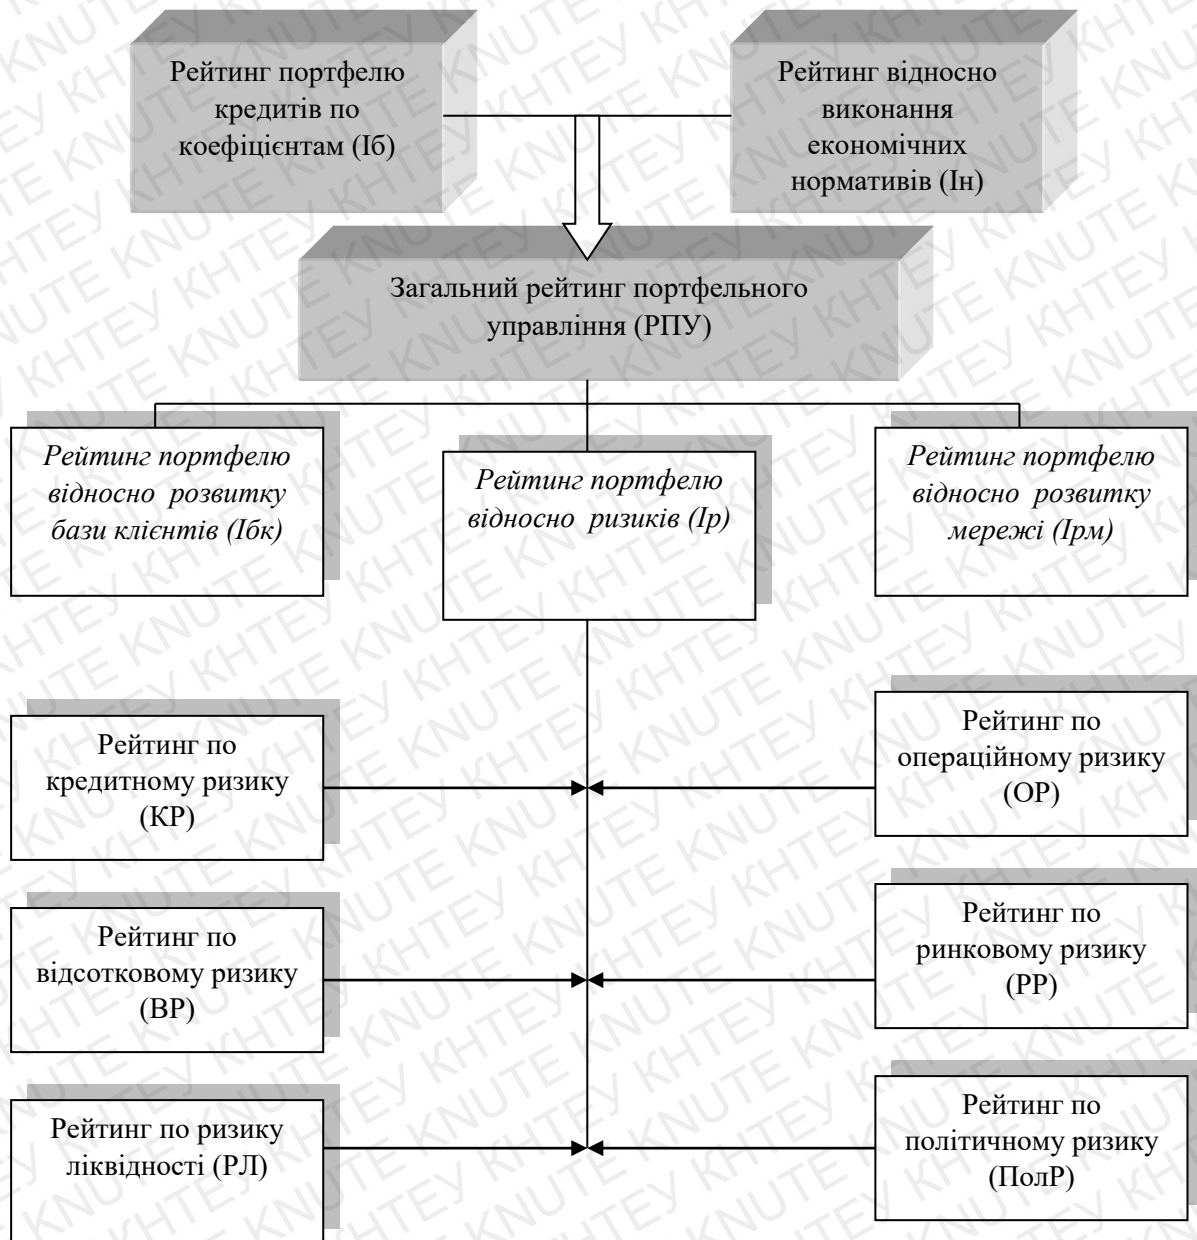 Рейтинг портфелю
кредитів по
коефіцієнтам (Іб)
Рейтинг відносно
виконання
економічних
нормативів (Ін)
Загальний рейтинг портфельного
управління (РПУ)
Рейтинг портфелю
відносно розвитку
бази клієнтів (Ібк)
Рейтинг портфелю
відносно ризиків (Ір)
Рейтинг портфелю
відносно розвитку
мережі (Ірм)
Рейтинг по
кредитному ризику
(КР)
Рейтинг по
операційному ризику
(ОР)
Рейтинг по
відсотковому ризику
(ВР)
Рейтинг по
ринковому ризику
(РР)
Рейтинг по ризику
ліквідності (РЛ)
Рейтинг по
політичному ризику
(ПолР)